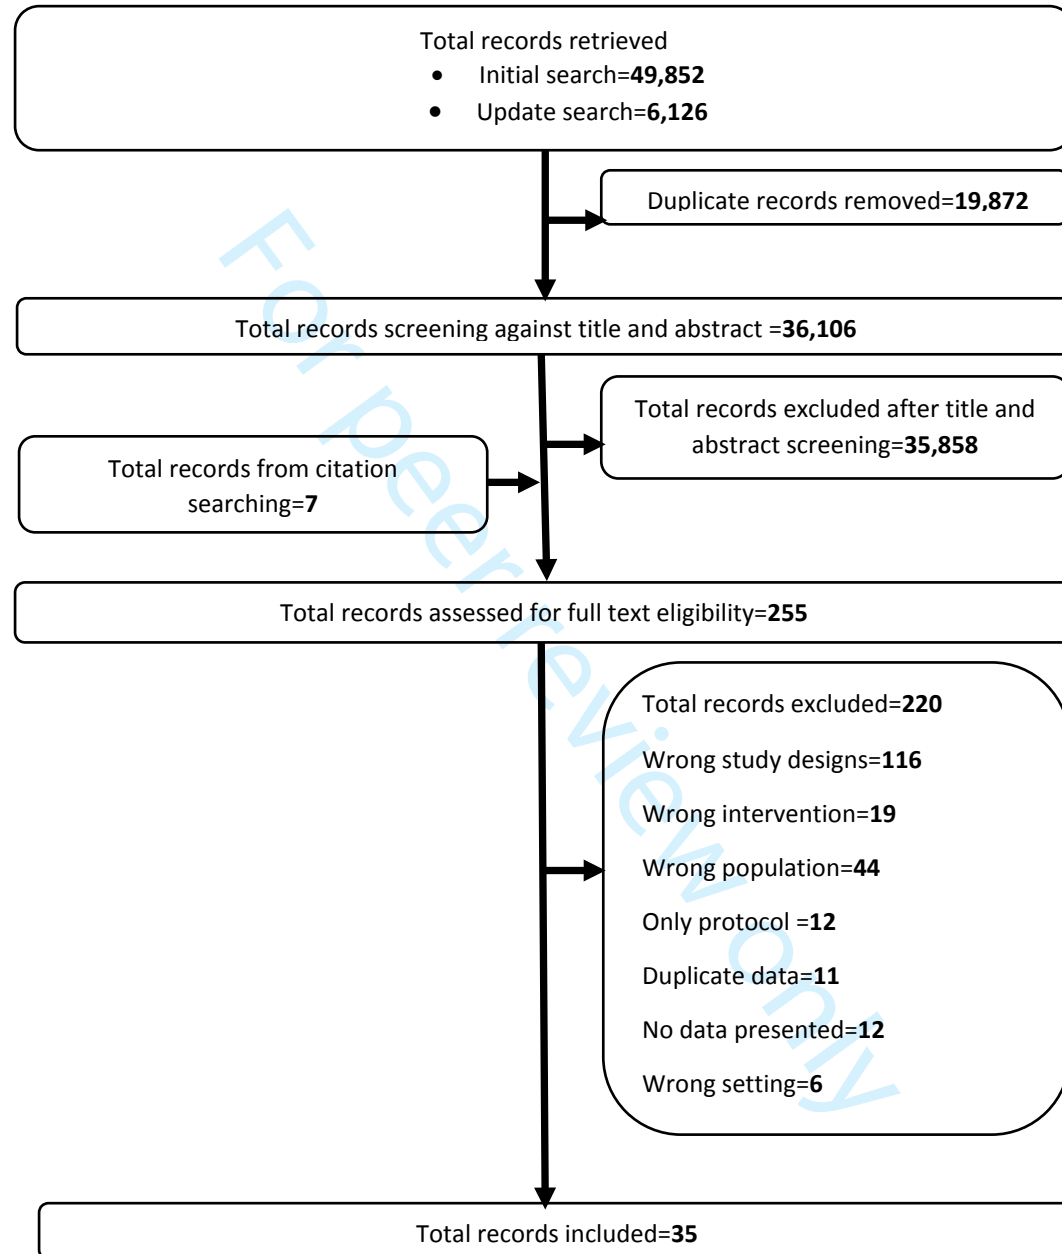 Total records retrieved
• Initial search=49,852
• Update search=6,126
Duplicate records removed=19,872
Total records screening against title and abstract =36,106
Total records excluded after title and
abstract screening=35,858
Total records from citation
searching=7
Total records assessed for full text eligibility=255
Total records excluded=220
Wrong study designs=116
Wrong intervention=19
Wrong population=44
Only protocol =12
Duplicate data=11
No data presented=12
Wrong setting=6
Total records included=35
For peer review only